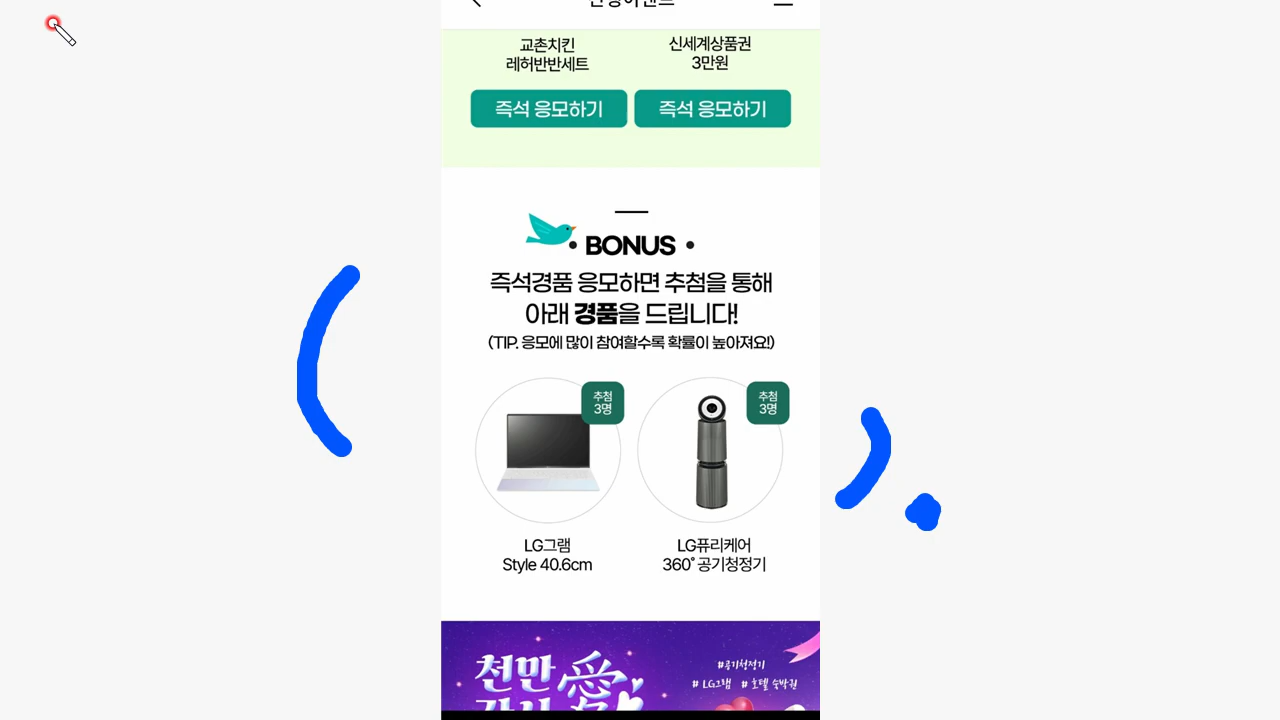 교촌치킨
레허반반세트
신세계상품권
3만원
즉석 응모하기
즉석 응모하기
• BONUS •
즉석경품 응모하면 추첨을 통해
아래 경품을 드립니다!
(TIP. 응모에 많이 참여할수록 확률이 높아져요!)
추첨
3명
추첨
3명
LG그램
Style 40.6cm
LG퓨리케어
360° 공기청정기
천만
愛
#공기청정기
# LG그램 # 호텔 숙박권